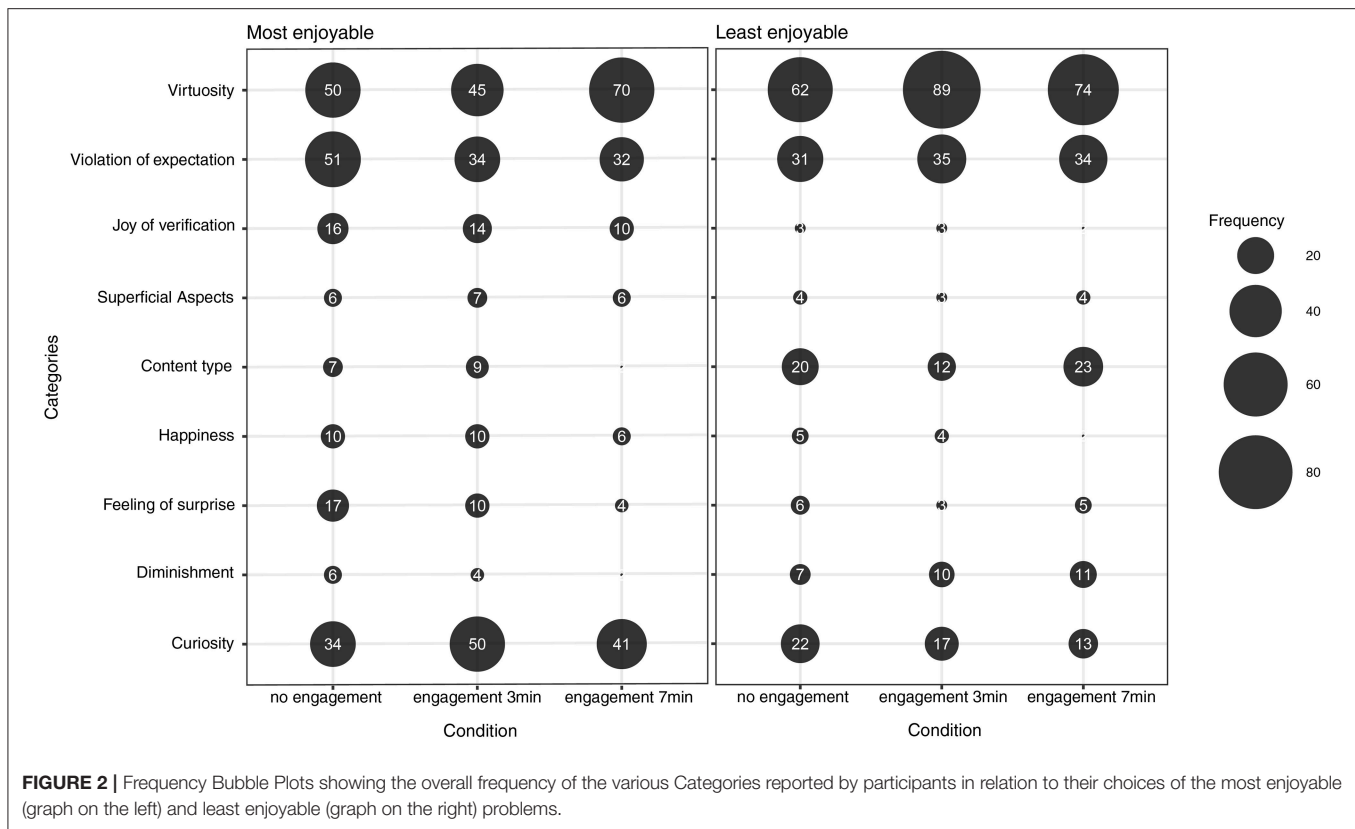 Most enjoyable
Least enjoyable
Categories
Virtuosity 50 45 70 62 89 74
Violation of expectation 51 34 32 31 35 34
Joy of verification 16 14 10 3 3
Superficial Aspects 6 7 6 4 3 4
Content type 7 9 20 12 23
Happiness 10 10 6 5 4
Feeling of surprise 17 10 4 6 3 5
Diminishment 6 4 7 10 11
Curiosity 34 50 41 22 17 13
no engagement engagement 3min engagement 7min no engagement engagement 3min engagement 7min
Condition Condition
Frequency
20
40
60
80
FIGURE 2 | Frequency Bubble Plots showing the overall frequency of the various Categories reported by participants in relation to their choices of the most enjoyable
(graph on the left) and least enjoyable (graph on the right) problems.